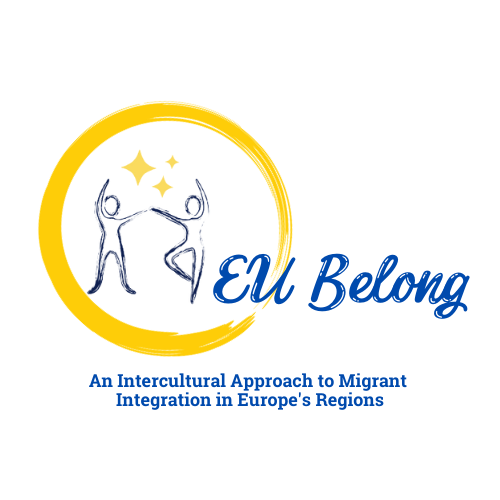 EU Belong
An Intercultural Approach to Migrant
Integration in Europe's Regions